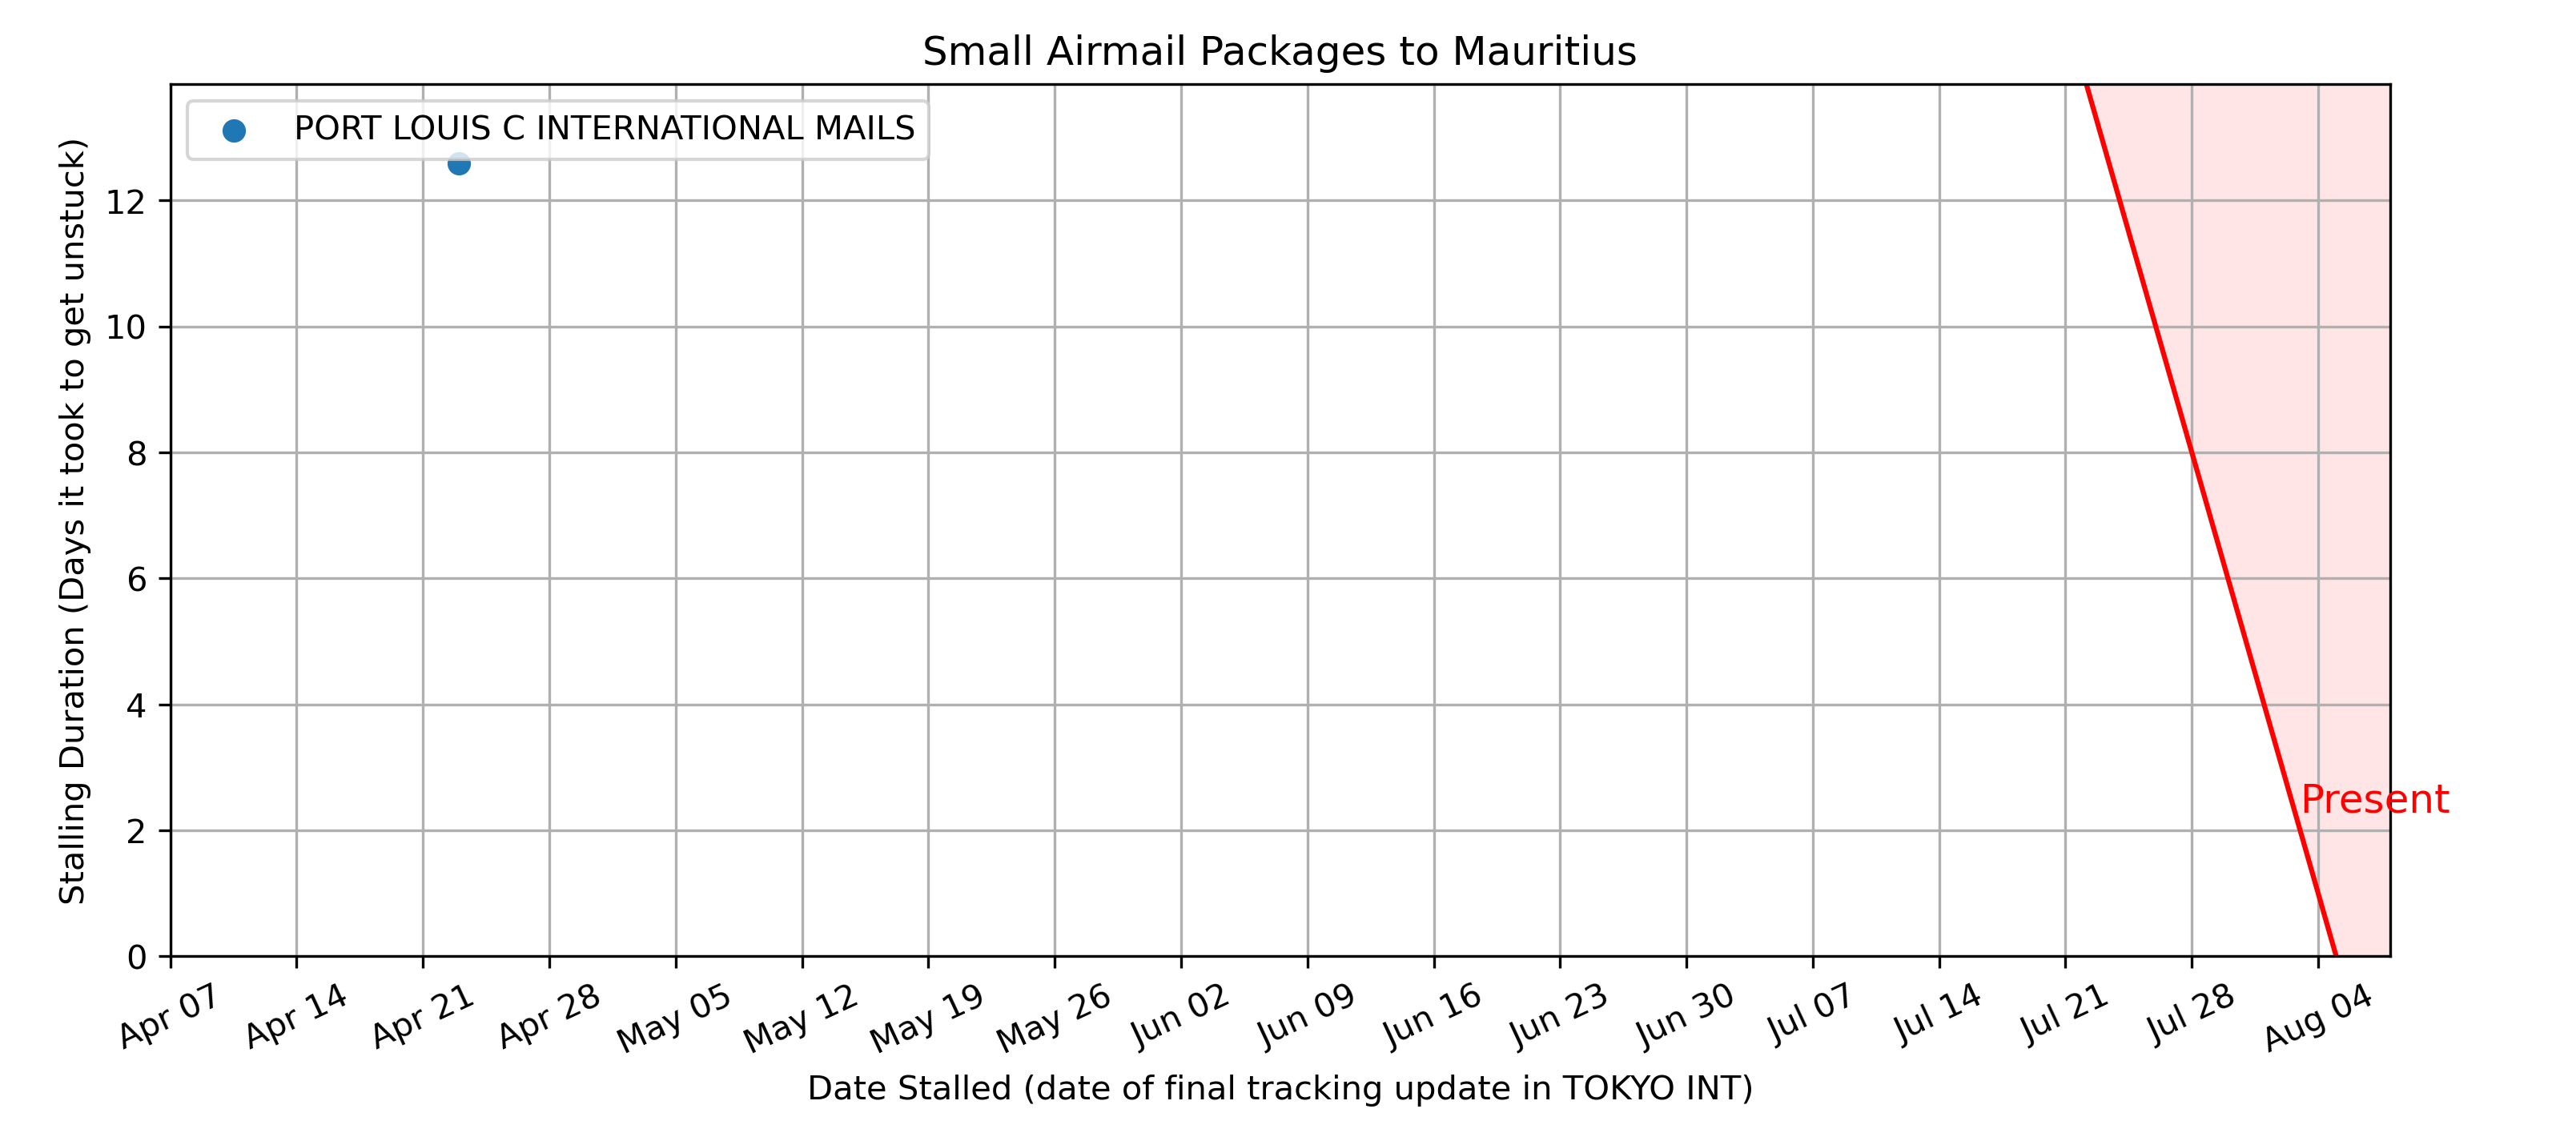 Small Airmail Packages to Mauritius
PORT LOUIS C INTERNATIONAL MAILS
Stalling Duration (Days it took to get unstuck)
12
10
8
6
4
2
0
Present
Apr 07
Apr 14
Apr 21
Apr 28
May 05
May 12
May 19
May 26
Jun 02
Jun 09
Jun 16
Jun 23
Jun 30
Jul 07
Jul 14
Jul 21
Jul 28
Aug 04
Date Stalled (date of final tracking update in TOKYO INT)